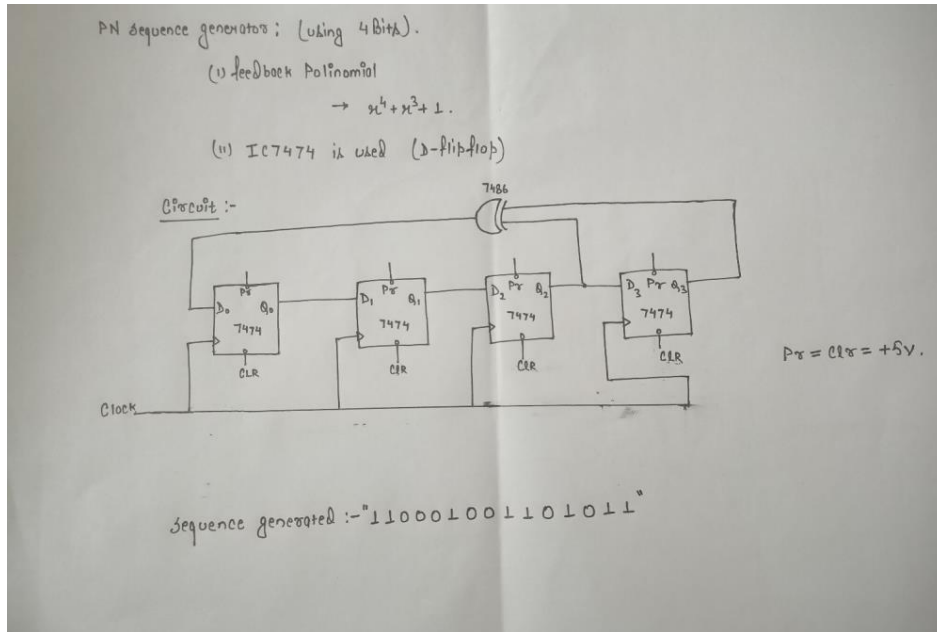 PN Sequence generator : (using 4 Bits).
(i) feedback Polinomial
→ x⁴ + x³ + 1.
(ii) IC7474 is used (D-flipflop)
7486
Circuit :-
D₀ Pr Q₀
7474
CLR
D₁ Pr Q₁
7474
CLR
D₂ Pr Q₂
7474
CLR
D₃ Pr Q₃
7474
CLR
Pr = Clr = +5v.
Clock
Sequence generated :- "110001001101011"